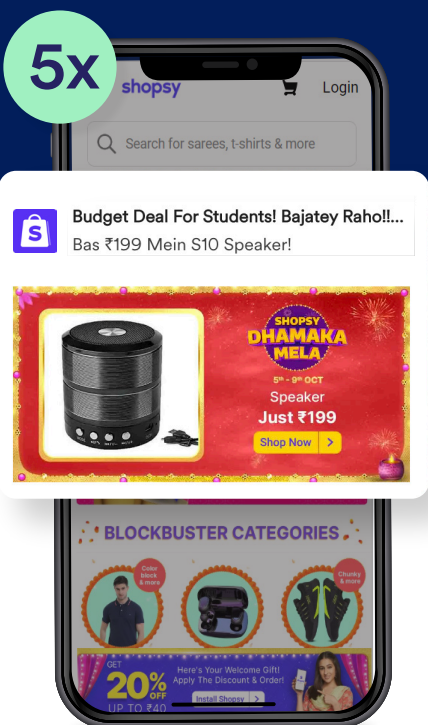 5x
shopsy
Login
Search for sarees, t-shirts & more
S
Budget Deal For Students! Bajatey Raho!!...
Bas ₹199 Mein S10 Speaker!
SHOPSY
DHAMAKA
MELA
5th - 9th OCT
Speaker
Just ₹199
Shop Now
BLOCKBUSTER CATEGORIES
Color
block
& more
Chunky
& more
GET
20% OFF
UP TO ₹40
Here's Your Welcome Gift!
Apply The Discount & Order!
Install Shopsy